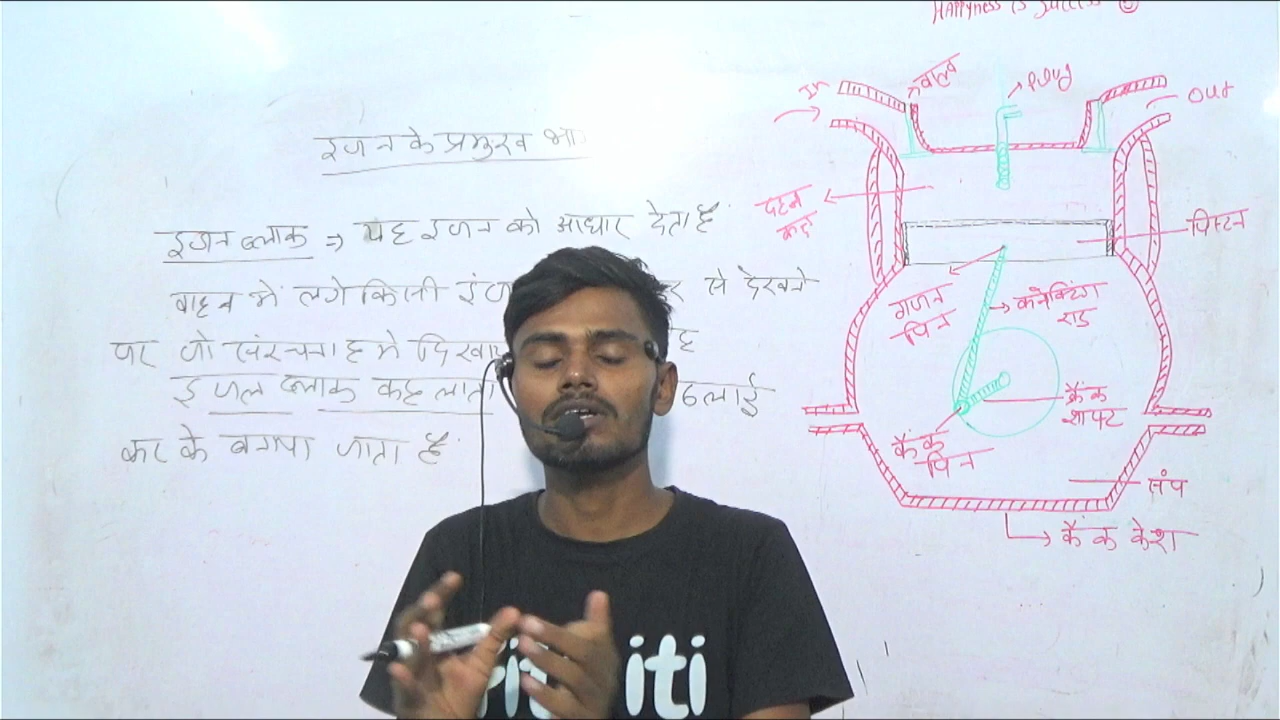 Happyness is Success
इंजन के प्रमुख भा
इंजन ब्लाक ⇒ यह इंजन को आधार देता है
वाहन में लगे किसी इंज से देखने
पर जो संरचना हमे दिखा
इंजन ब्लाक कहलाता ढलाई
कर के बनाया जाता है
In
वाल्व
Plug
Out
दहन
कक्ष
पिस्टन
गजन
पिन
कनेक्टिंग
राड
क्रैंक
शाफ्ट
क्रैंक
पिन
संप
क्रैंक केश
iti